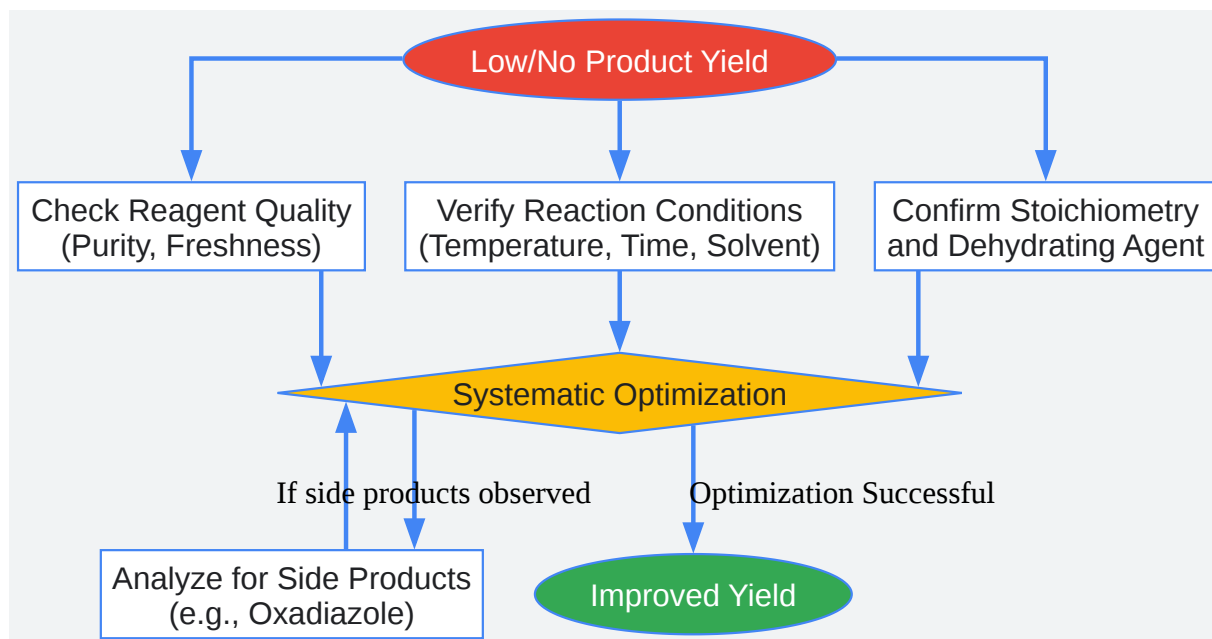 Low/No Product Yield
Check Reagent Quality
(Purity, Freshness)
Verify Reaction Conditions
(Temperature, Time, Solvent)
Confirm Stoichiometry
and Dehydrating Agent
Systematic Optimization
If side products observed
Optimization Successful
Analyze for Side Products
(e.g., Oxadiazole)
Improved Yield